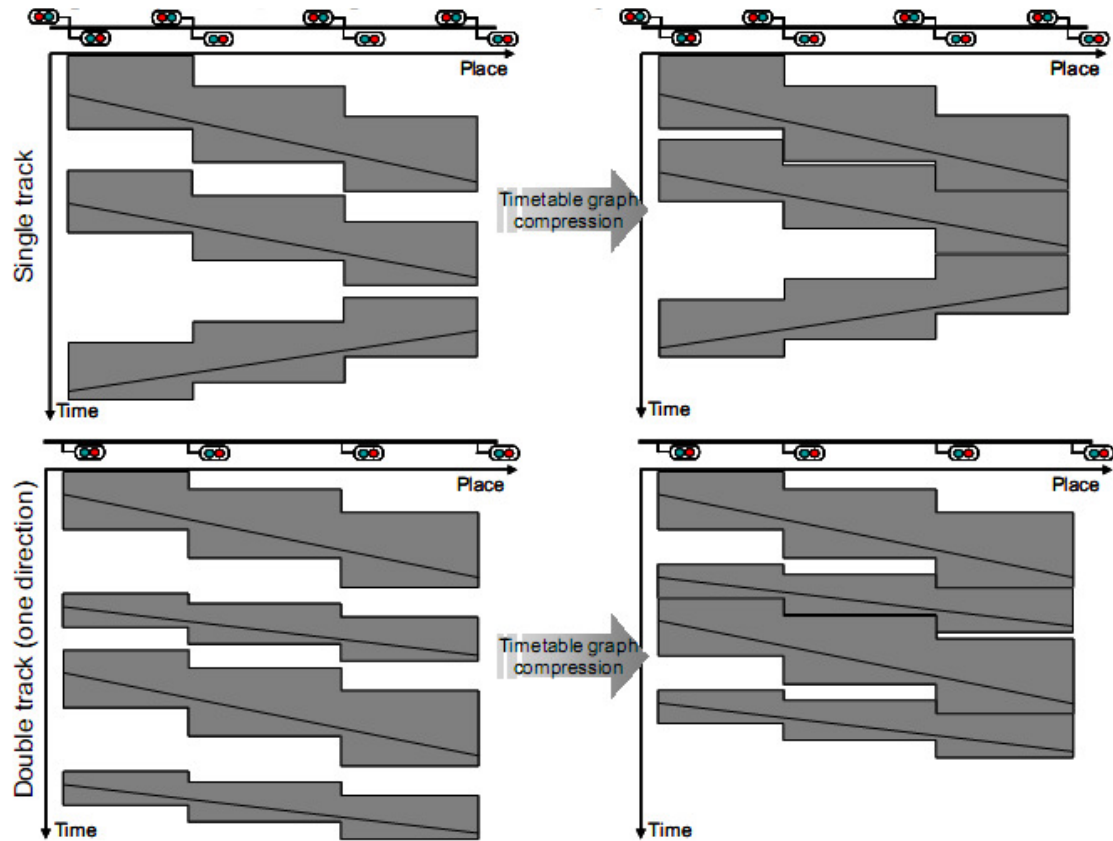 Place
Place
Single track
Timetable graph
compression
Time
Time
Place
Place
Double track (one direction)
Timetable graph
compression
Time
Time